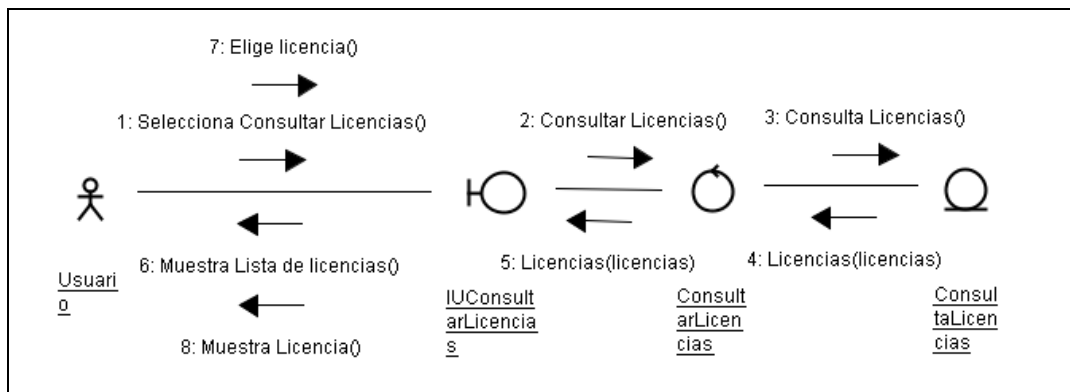 7: Elige licencia()
1: Selecciona Consultar Licencias()
2: Consultar Licencias()
3: Consulta Licencias()
6: Muestra Lista de licencias()
5: Licencias(licencias)
4: Licencias(licencias)
Usuari
o
IUConsult
arLicencia
s
Consult
arLicen
cias
Consul
taLicen
cias
8: Muestra Licencia()